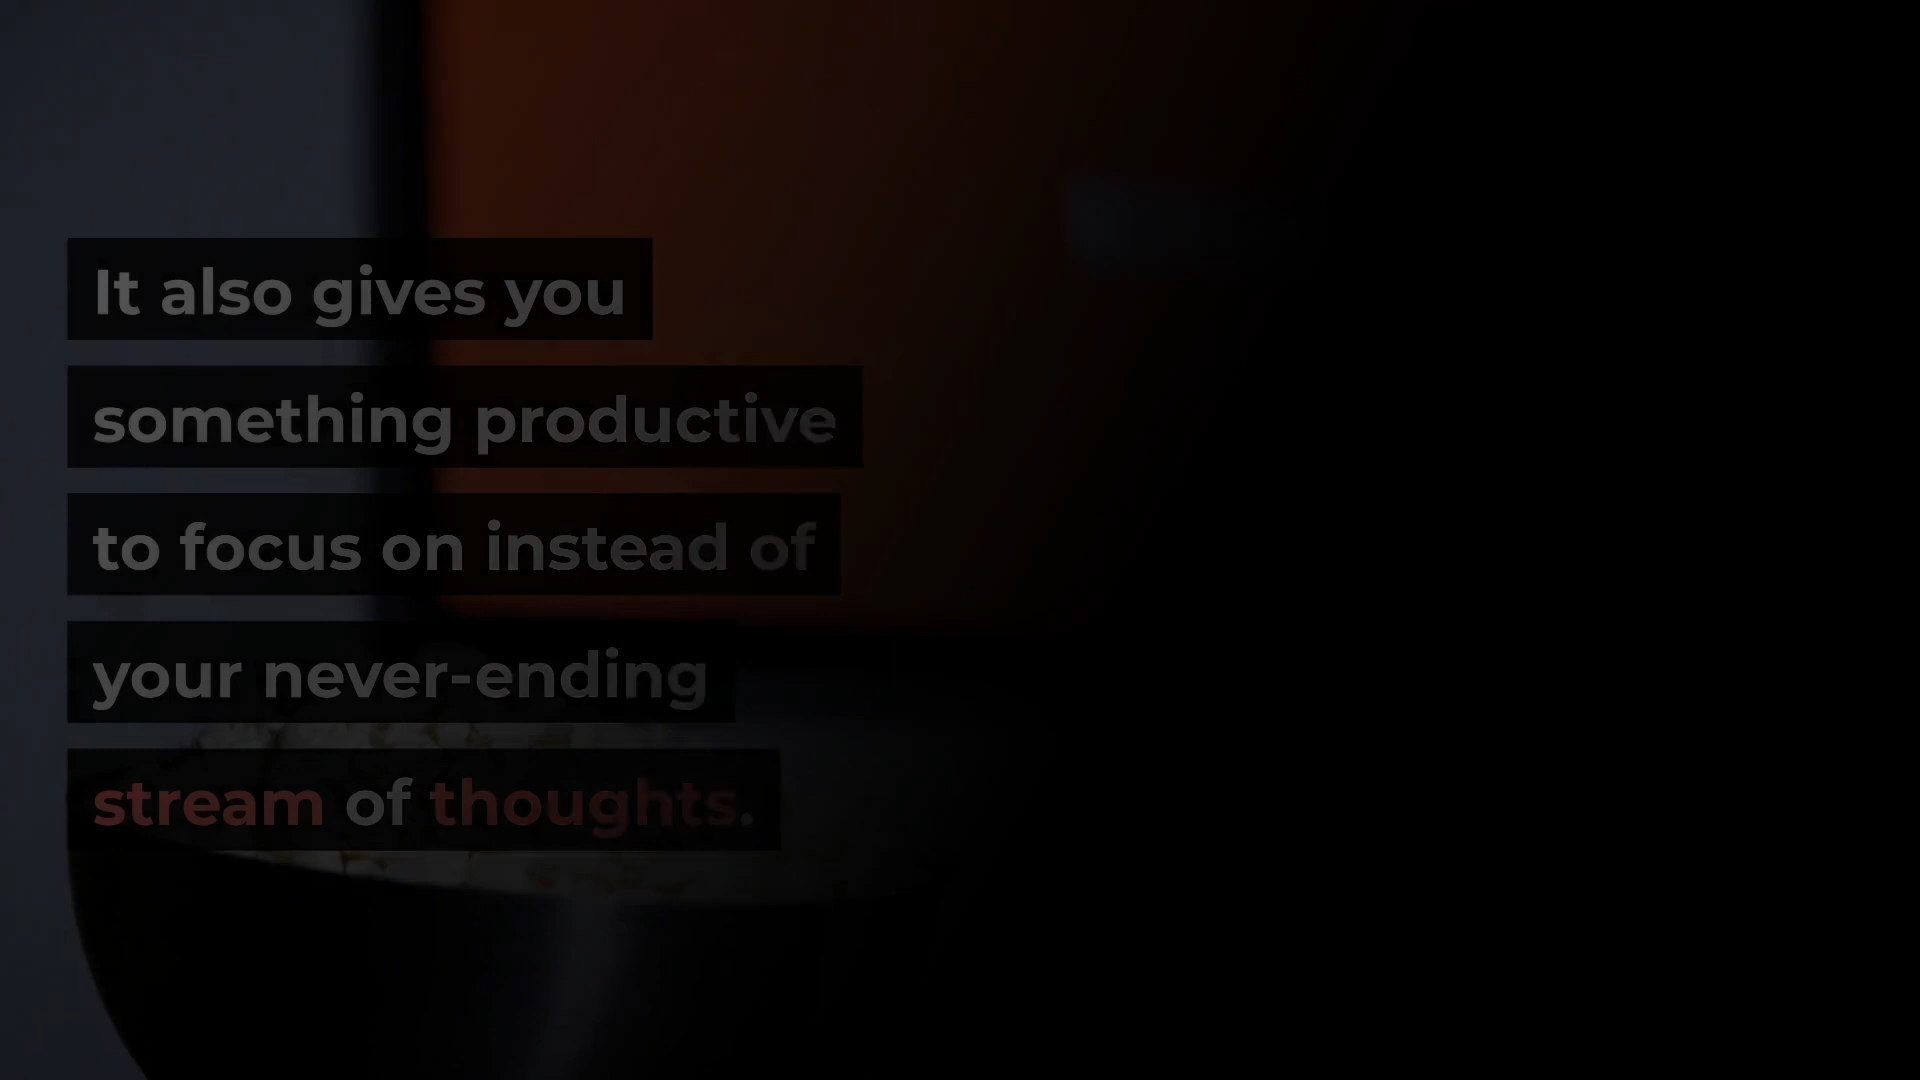 It also gives you
something productive
to focus on instead of
your never-ending
stream of thoughts.